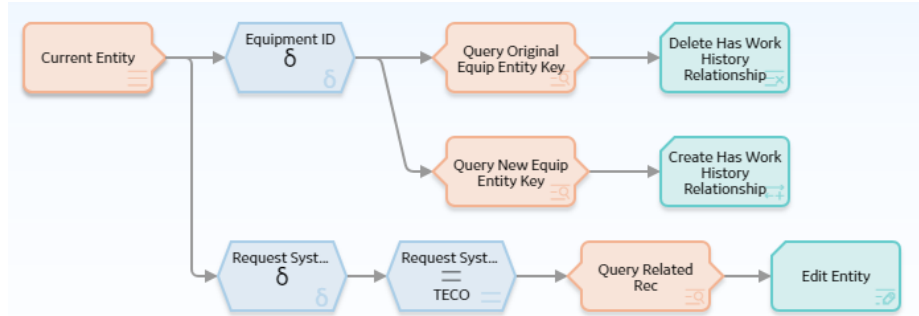 Current Entity
Equipment ID
δ
Query Original
Equip Entity Key
Delete Has Work
History
Relationship
Query New Equip
Entity Key
Create Has Work
History
Relationship
Request Syst...
δ
Request Syst...
=
TECO
Query Related
Rec
Edit Entity